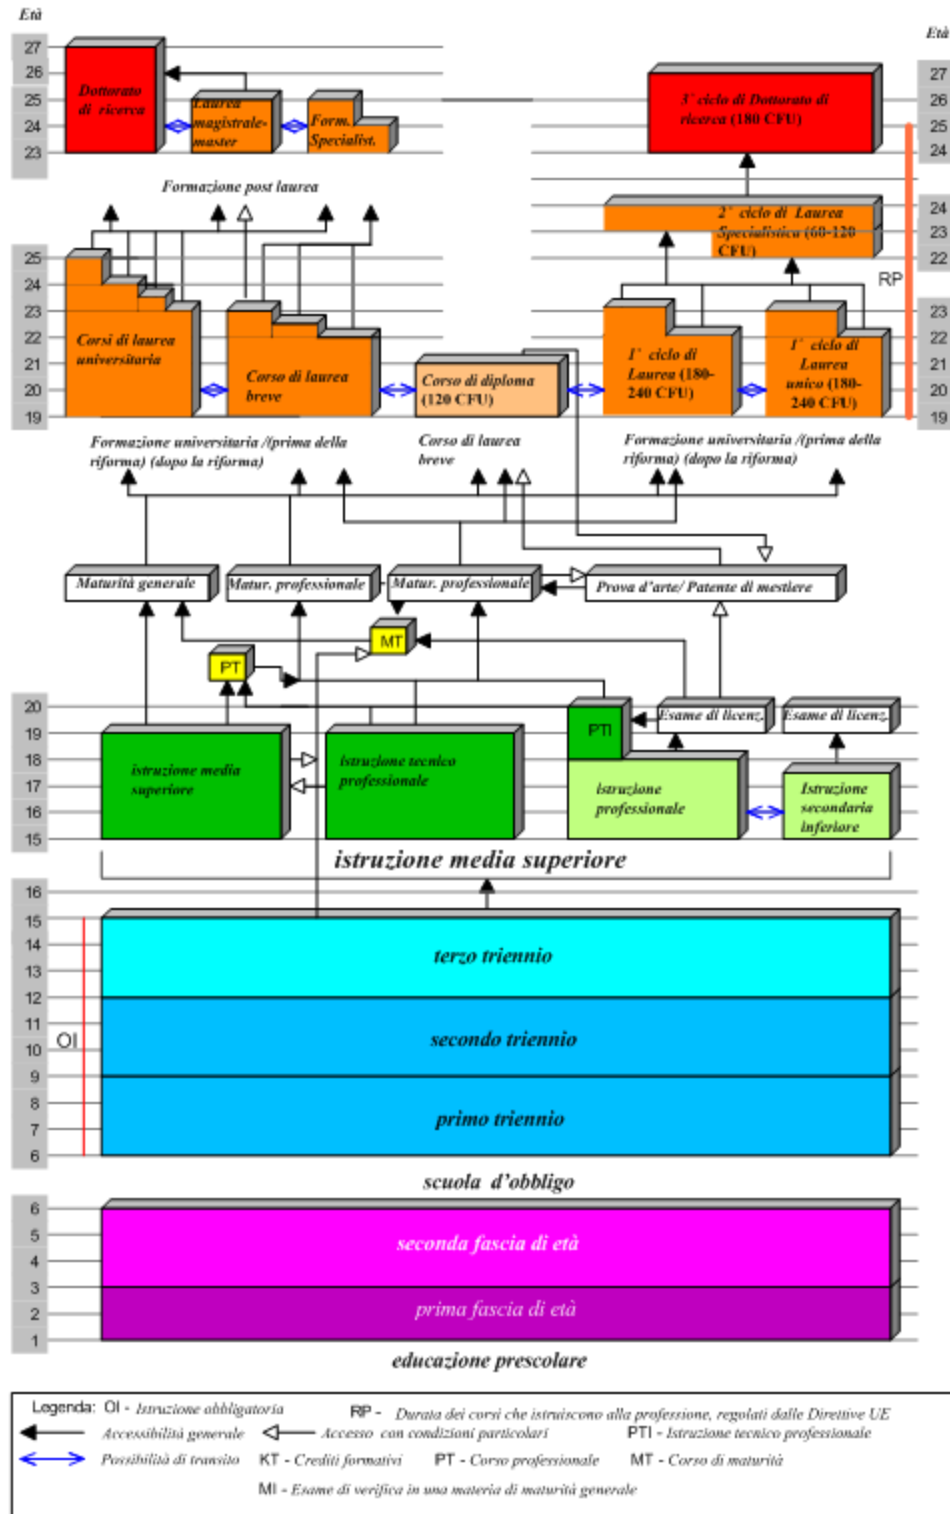 Età
Età
27
26
25
24
23
Dottorato
di ricerca
Laurea
magistrale-
master
Form.
Specialist.
3° ciclo di Dottorato di
ricerca (180 CFU)
27
26
25
24
Formazione post laurea
2° ciclo di Laurea
Specialistica (60-120
CFU)
24
23
22
RP
25
24
23
22
21
20
19
Corsi di laurea
universitaria
Corso di laurea
breve
Corso di diploma
(120 CFU)
1° ciclo di
Laurea (180-
240 CFU)
1° ciclo di
Laurea
unico (180-
240 CFU)
23
22
21
20
19
Formazione universitaria /(prima della
riforma) (dopo la riforma)
Corso di laurea
breve
Formazione universitaria /(prima della
riforma) (dopo la riforma)
Maturità generale
Matur. professionale
Matur. professionale
Prova d'arte/ Patente di mestiere
MT
PT
20
19
18
17
16
15
istruzione media
superiore
istruzione tecnico
professionale
PTI
Esame di licenz.
Esame di licenz.
istruzione
professionale
Istruzione
secondaria
inferiore
istruzione media superiore
16
15
14
13
12
11
10
9
8
7
6
OI
terzo triennio
secondo triennio
primo triennio
scuola d'obbligo
6
5
4
3
2
1
seconda fascia di età
prima fascia di età
educazione prescolare
Legenda: OI - Istruzione obbligatoria
RP - Durata dei corsi che istruiscono alla professione, regolati dalle Direttive UE
Accessibilità generale
Accesso con condizioni particolari
PTI - Istruzione tecnico professionale
Possibilità di transito
KT - Crediti formativi
PT - Corso professionale
MT - Corso di maturità
MI - Esame di verifica in una materia di maturità generale